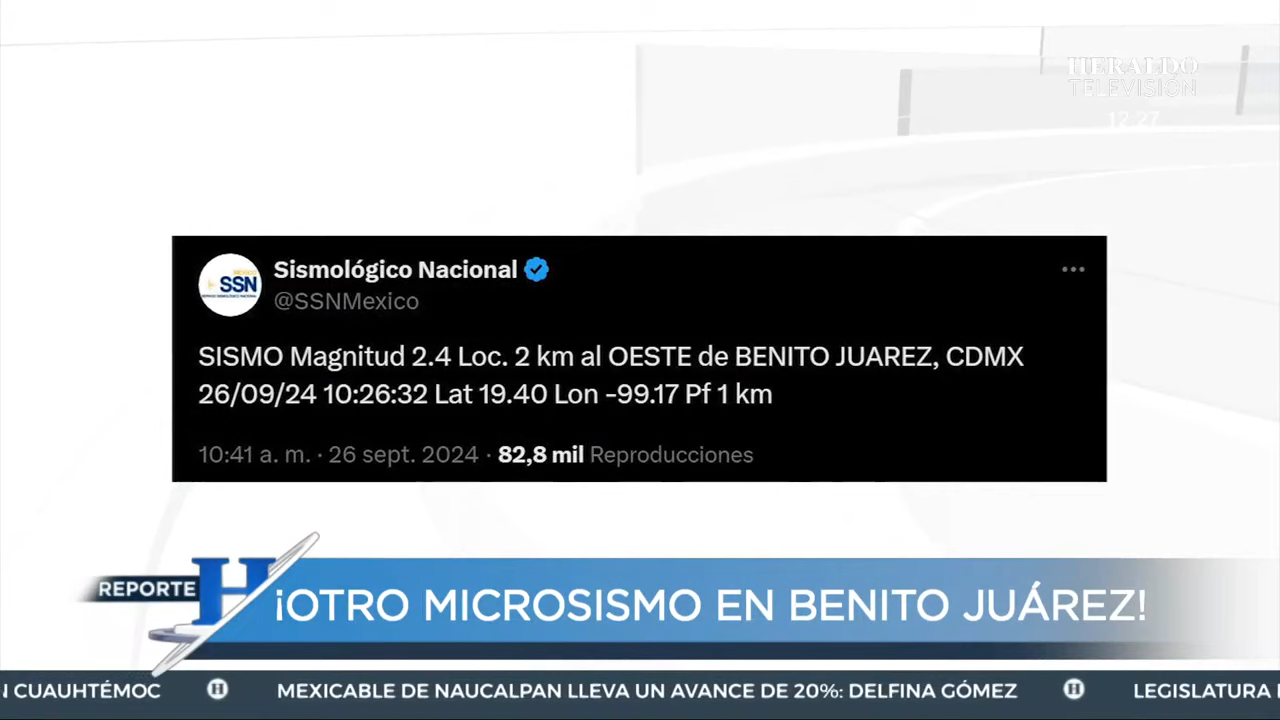 HERALDO
TELEVISIÓN
12:27
Sismológico Nacional
SSN
@SSNMexico
SISMO Magnitud 2.4 Loc. 2 km al OESTE de BENITO JUAREZ, CDMX
26/09/24 10:26:32 Lat 19.40 Lon -99.17 Pf 1 km
10:41 a. m. · 26 sept. 2024 · 82,8 mil Reproducciones
REPORTE H
¡OTRO MICROSISMO EN BENITO JUÁREZ!
N CUAUHTÉMOC H MEXICABLE DE NAUCALPAN LLEVA UN AVANCE DE 20%: DELFINA GÓMEZ H LEGISLATURA